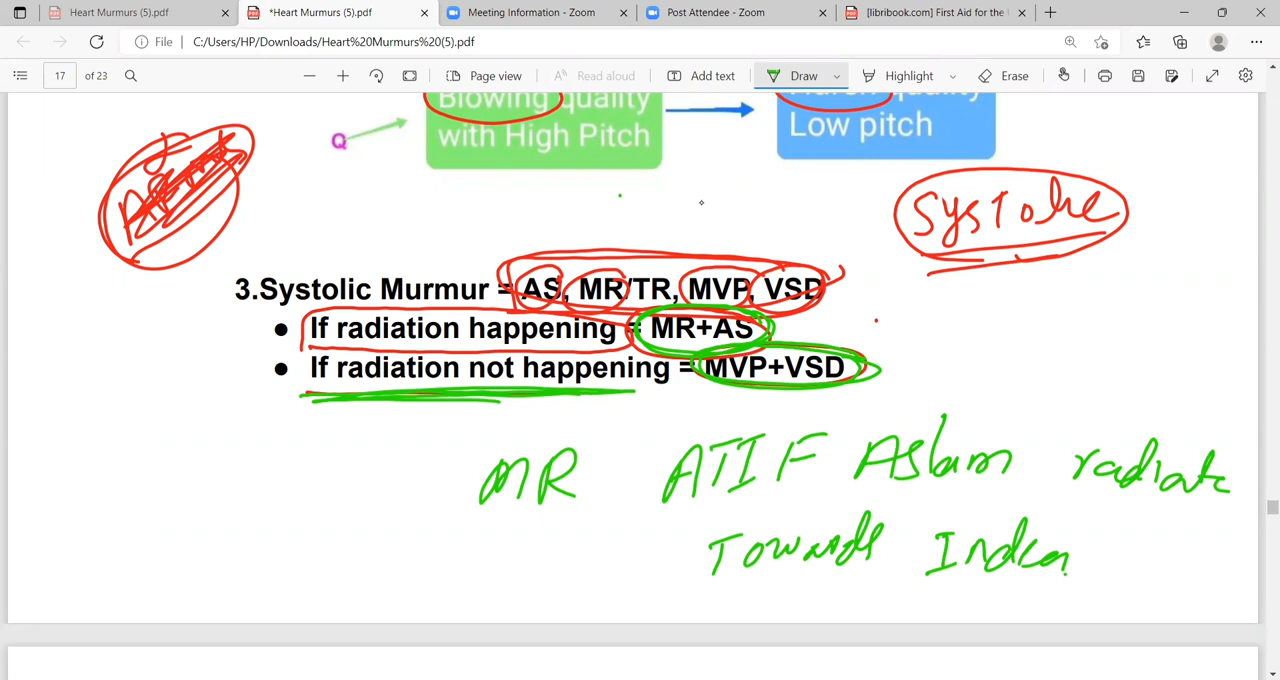 Heart Murmurs (5).pdf
*Heart Murmurs (5).pdf
Meeting Information - Zoom
Post Attendee - Zoom
[libribook.com] First Aid for the
File
C:/Users/HP/Downloads/Heart%20Murmurs%20(5).pdf
17 of 23
Page view
Read aloud
Add text
Draw
Highlight
Erase
Blowing quality
with High Pitch
quality
Low pitch
Q
Systole
3.Systolic Murmur = AS, MR/TR, MVP, VSD
● If radiation happening = MR+AS
● If radiation not happening = MVP+VSD
MR ATIF Aslam radiate
Towards India